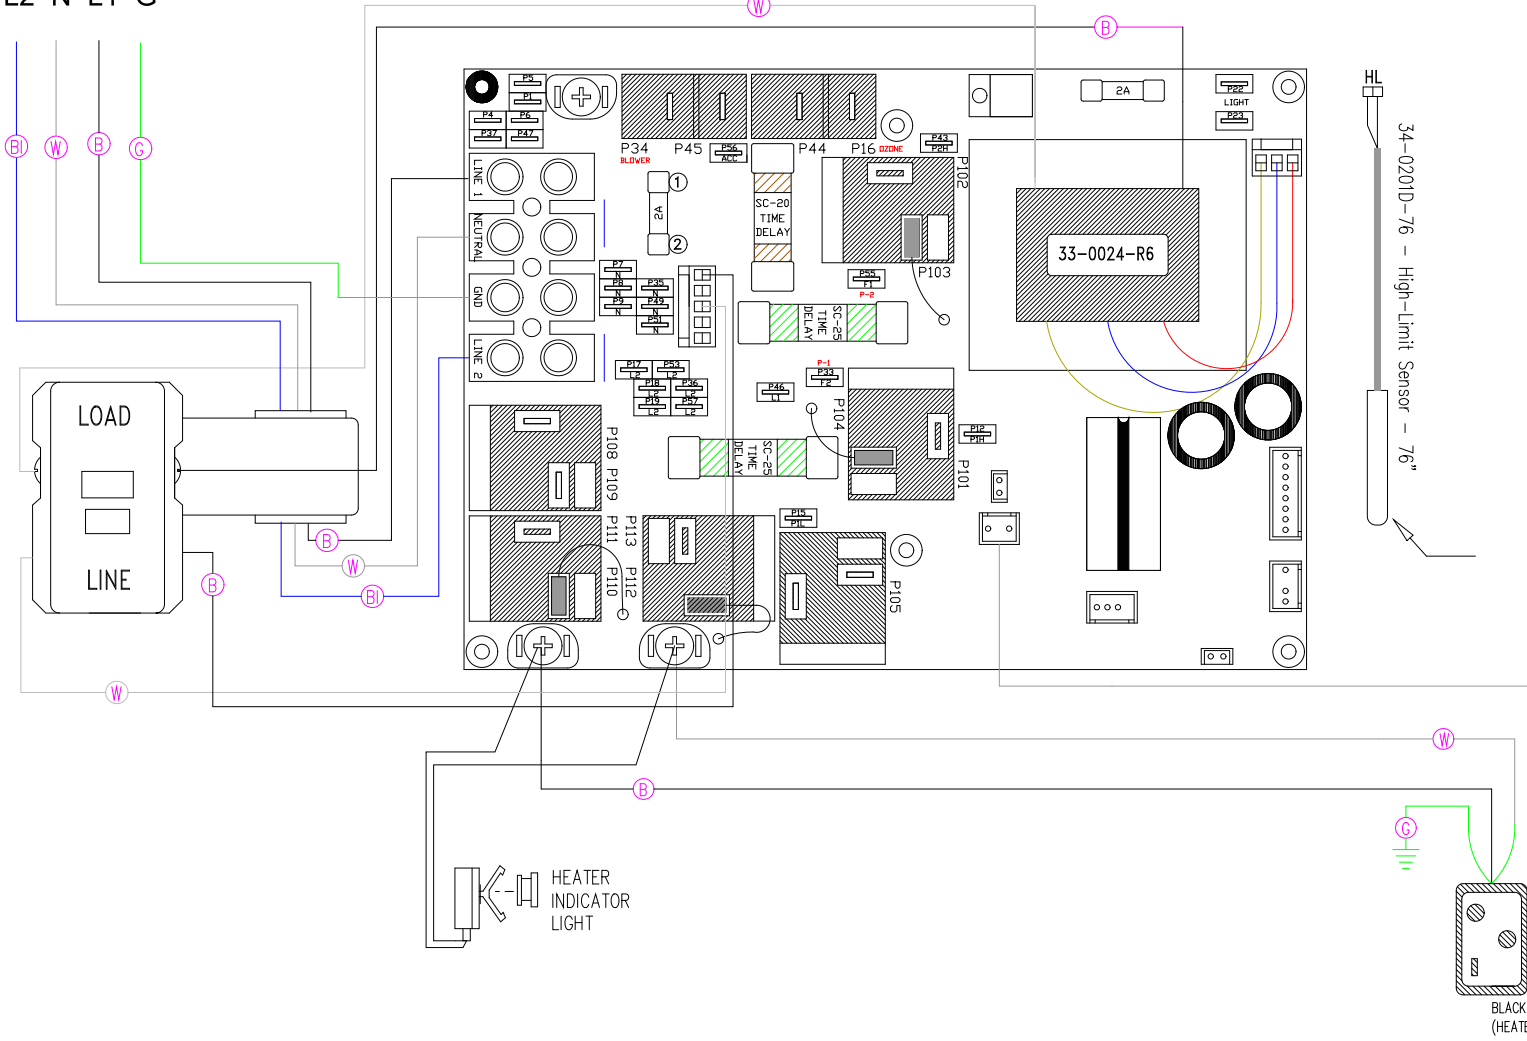 L2 N L1 G
W
B
Bl
W
B
G
P5
P1
P4
P6
P37
P47
P34
BLOWER
P45
P56
ACC
P44
P16
OZONE
P43
P2H
P102
2A
P22
LIGHT
P23
HL
34-0201D-76 - High-Limit Sensor - 76"
LINE 1
NEUTRAL
GND
LINE 2
1
2A
2
SC-20
TIME
DELAY
P103
33-0024-R6
P7
N
P8
N
P9
N
P35
N
P49
N
P51
N
P55
F1
P-2
SC-25
TIME
DELAY
P17
L2
P53
L2
P18
L2
P36
L2
P19
L2
P57
L2
P46
L1
P-1
P33
F2
P104
P12
P1H
P101
SC-25
TIME
DELAY
P108
P109
P111
P110
P113
P112
P15
P1L
P105
LOAD
LINE
B
W
Bl
B
W
W
B
G
HEATER
INDICATOR
LIGHT
BLACK
(HEATE